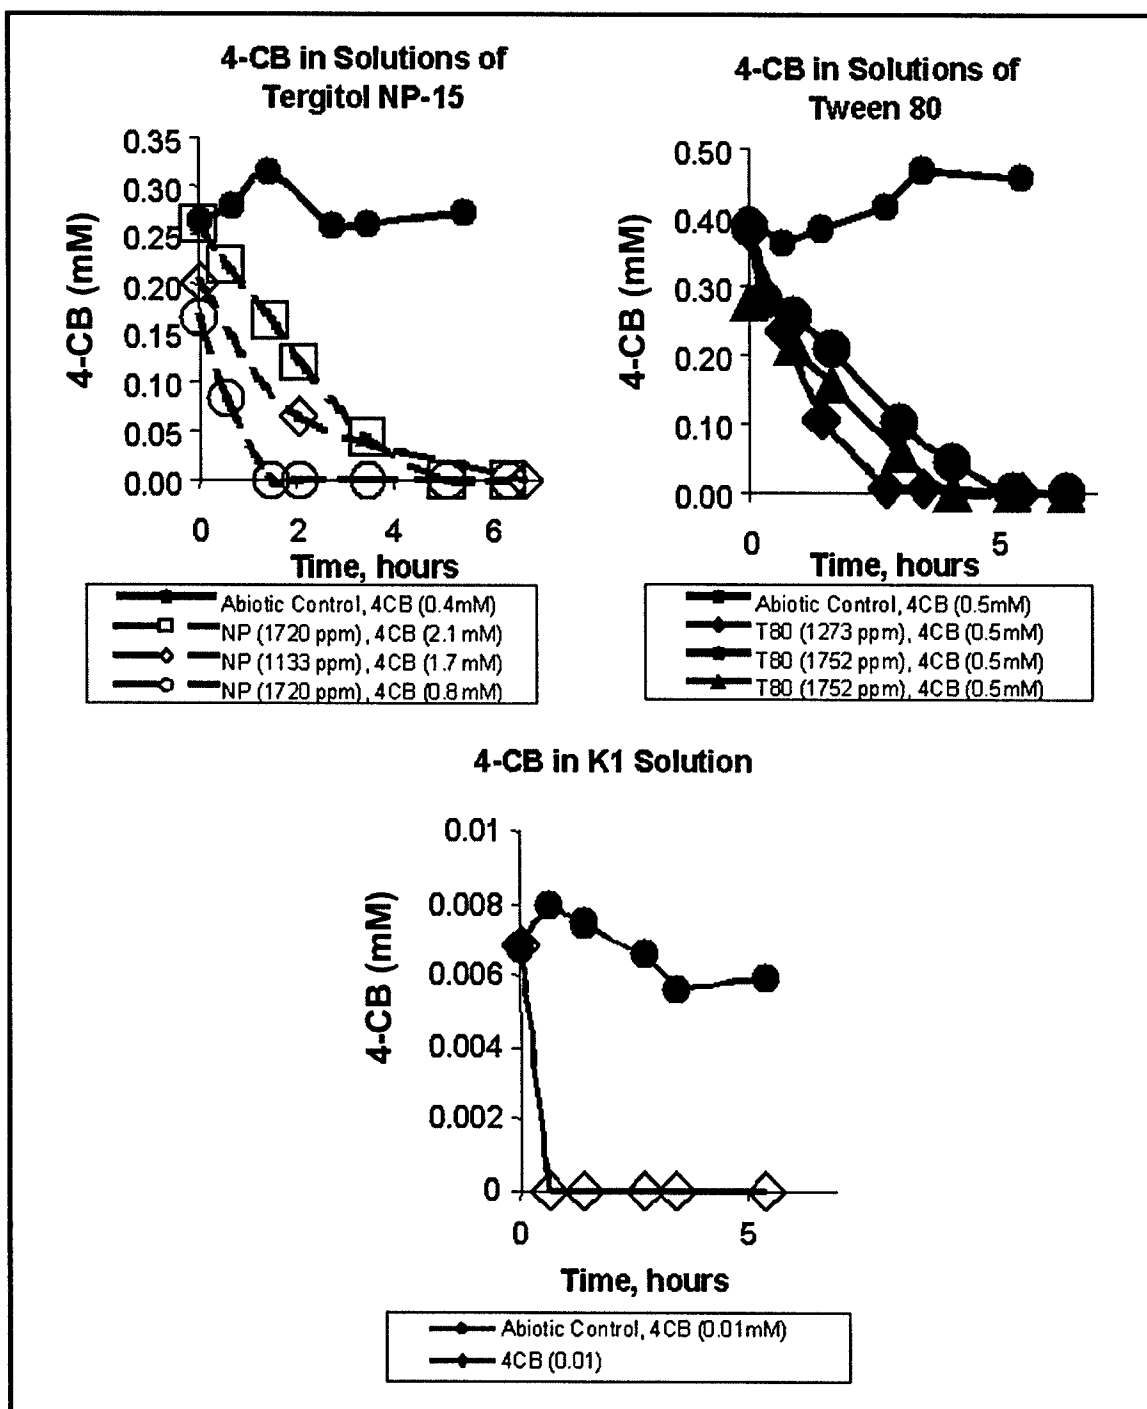 4-CB in Solutions of
Tergitol NP-15
0.35
0.30
0.25
0.20
0.15
0.10
0.05
0.00
4-CB (mM)
0 2 4 6
Time, hours
Abiotic Control, 4CB (0.4mM)
NP (1720 ppm), 4CB (2.1 mM)
NP (1133 ppm), 4CB (1.7 mM)
NP (1720 ppm), 4CB (0.8 mM)
4-CB in Solutions of
Tween 80
0.50
0.40
0.30
0.20
0.10
0.00
4-CB (mM)
0 5
Time, hours
Abiotic Control, 4CB (0.5mM)
T80 (1273 ppm), 4CB (0.5mM)
T80 (1752 ppm), 4CB (0.5mM)
T80 (1752 ppm), 4CB (0.5mM)
4-CB in K1 Solution
0.01
0.008
0.006
0.004
0.002
0
4-CB (mM)
0 5
Time, hours
Abiotic Control, 4CB (0.01mM)
4CB (0.01)